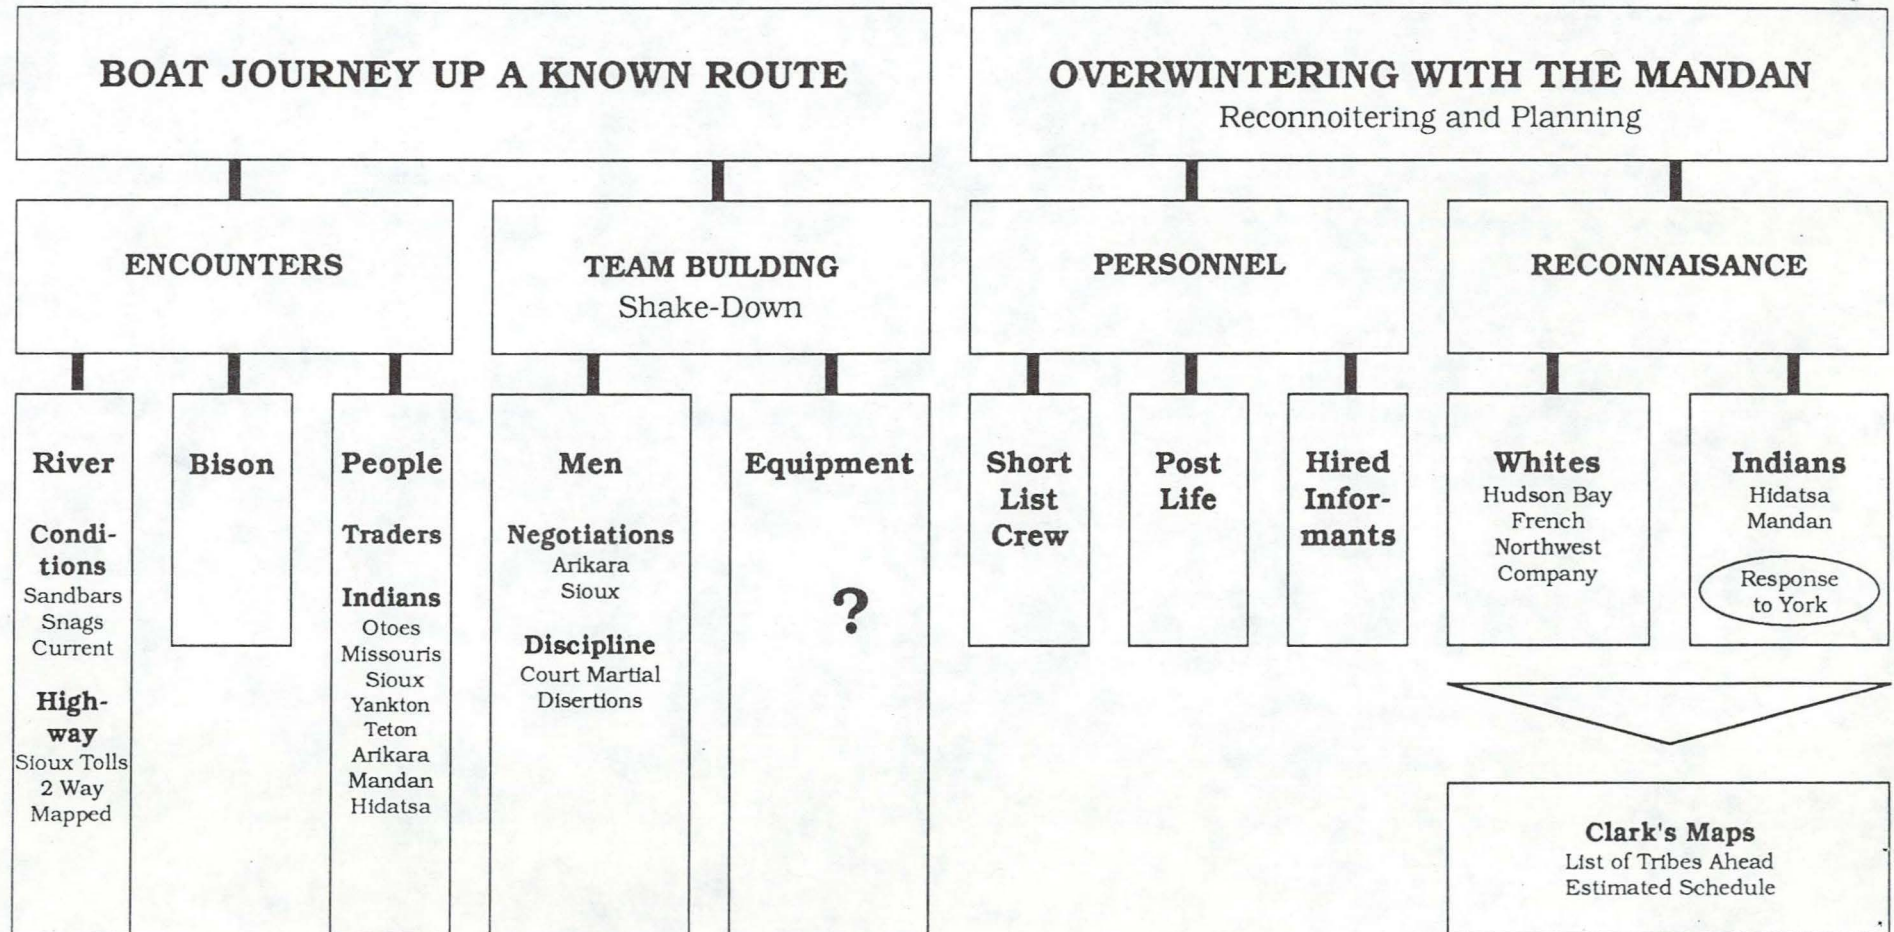 BOAT JOURNEY UP A KNOWN ROUTE
ENCOUNTERS
River
Condi-
tions
Sandbars
Snags
Current
High-
way
Sioux Tolls
2 Way
Mapped
Bison
People
Traders
Indians
Otoes
Missouris
Sioux
Yankton
Teton
Arikara
Mandan
Hidatsa
TEAM BUILDING
Shake-Down
Men
Negotiations
Arikara
Sioux
Discipline
Court Martial
Disertions
Equipment
?
OVERWINTERING WITH THE MANDAN
Reconnoitering and Planning
PERSONNEL
Short
List
Crew
Post
Life
Hired
Infor-
mants
RECONNAISANCE
Whites
Hudson Bay
French
Northwest
Company
Indians
Hidatsa
Mandan
Response
to York
Clark's Maps
List of Tribes Ahead
Estimated Schedule